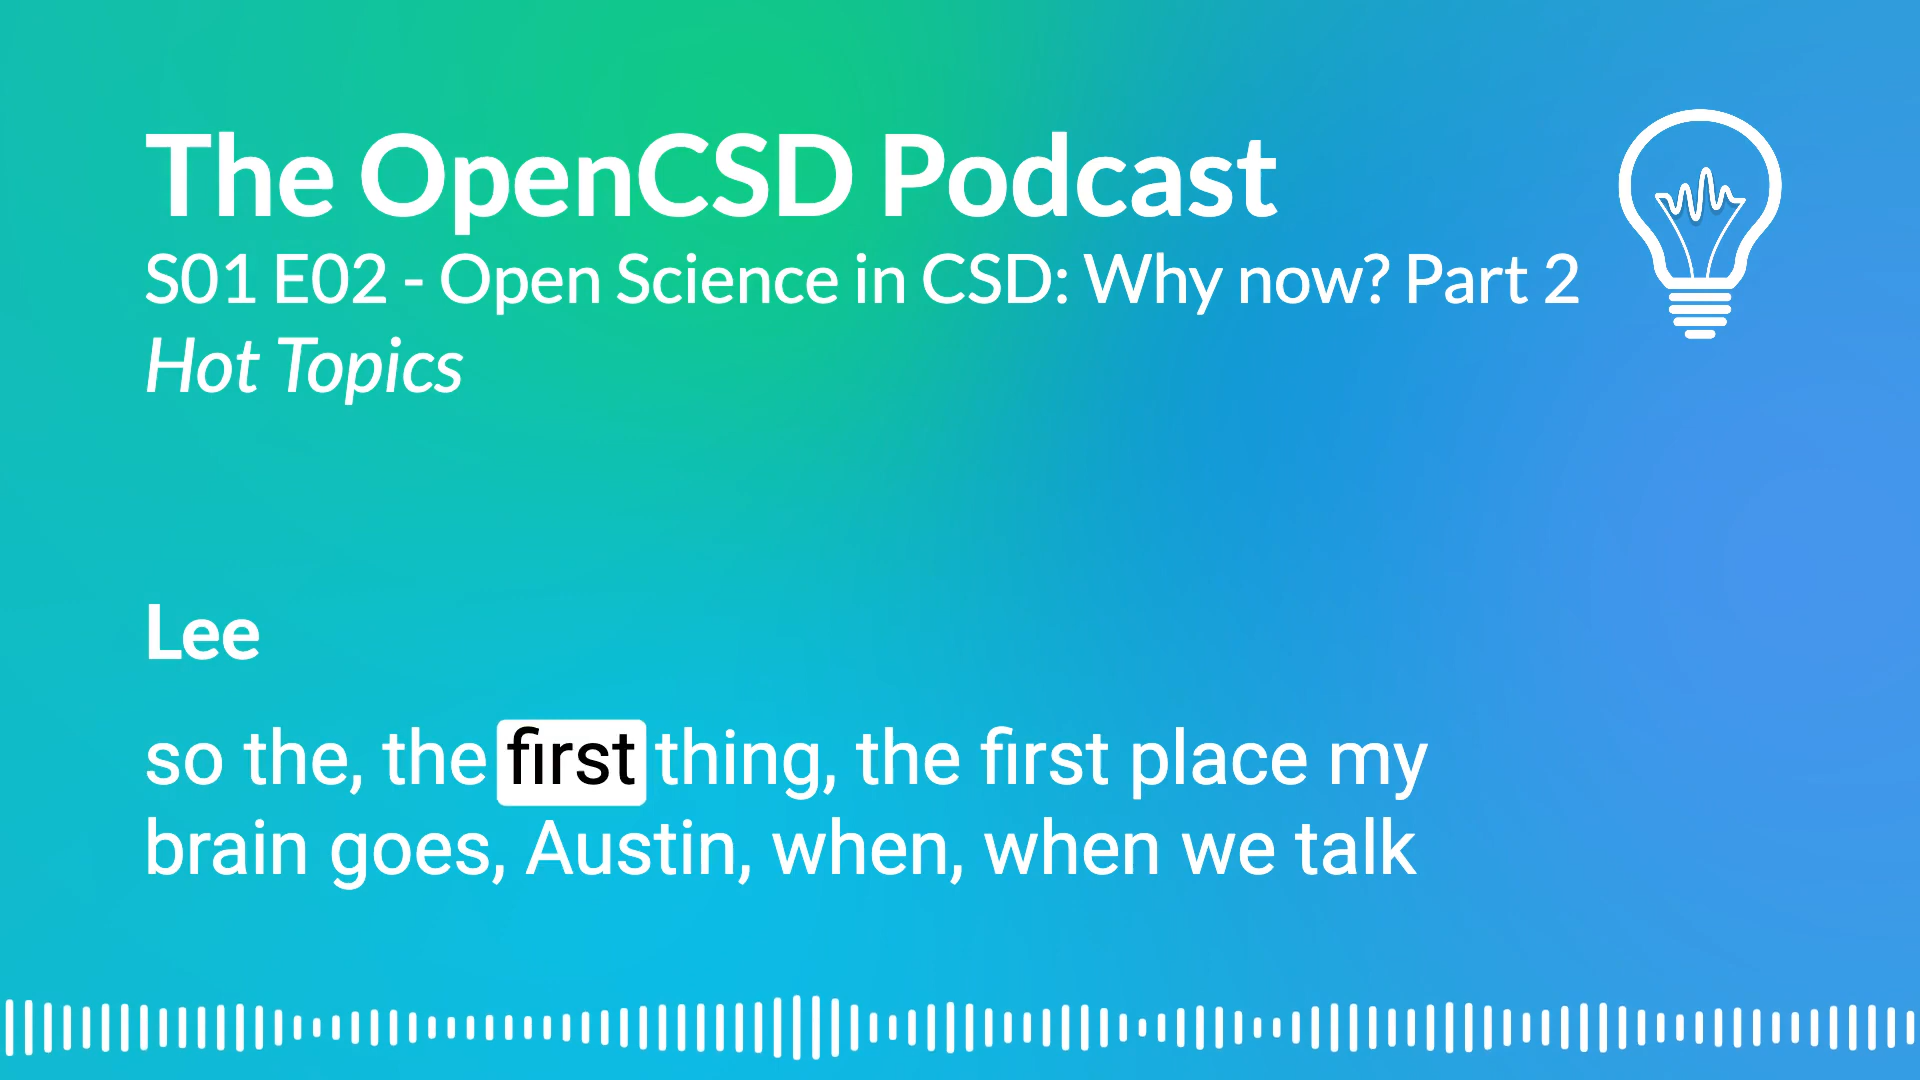 The OpenCSD Podcast
S01 E02 - Open Science in CSD: Why now? Part 2
Hot Topics
Lee
so the, the first thing, the first place my
brain goes, Austin, when, when we talk